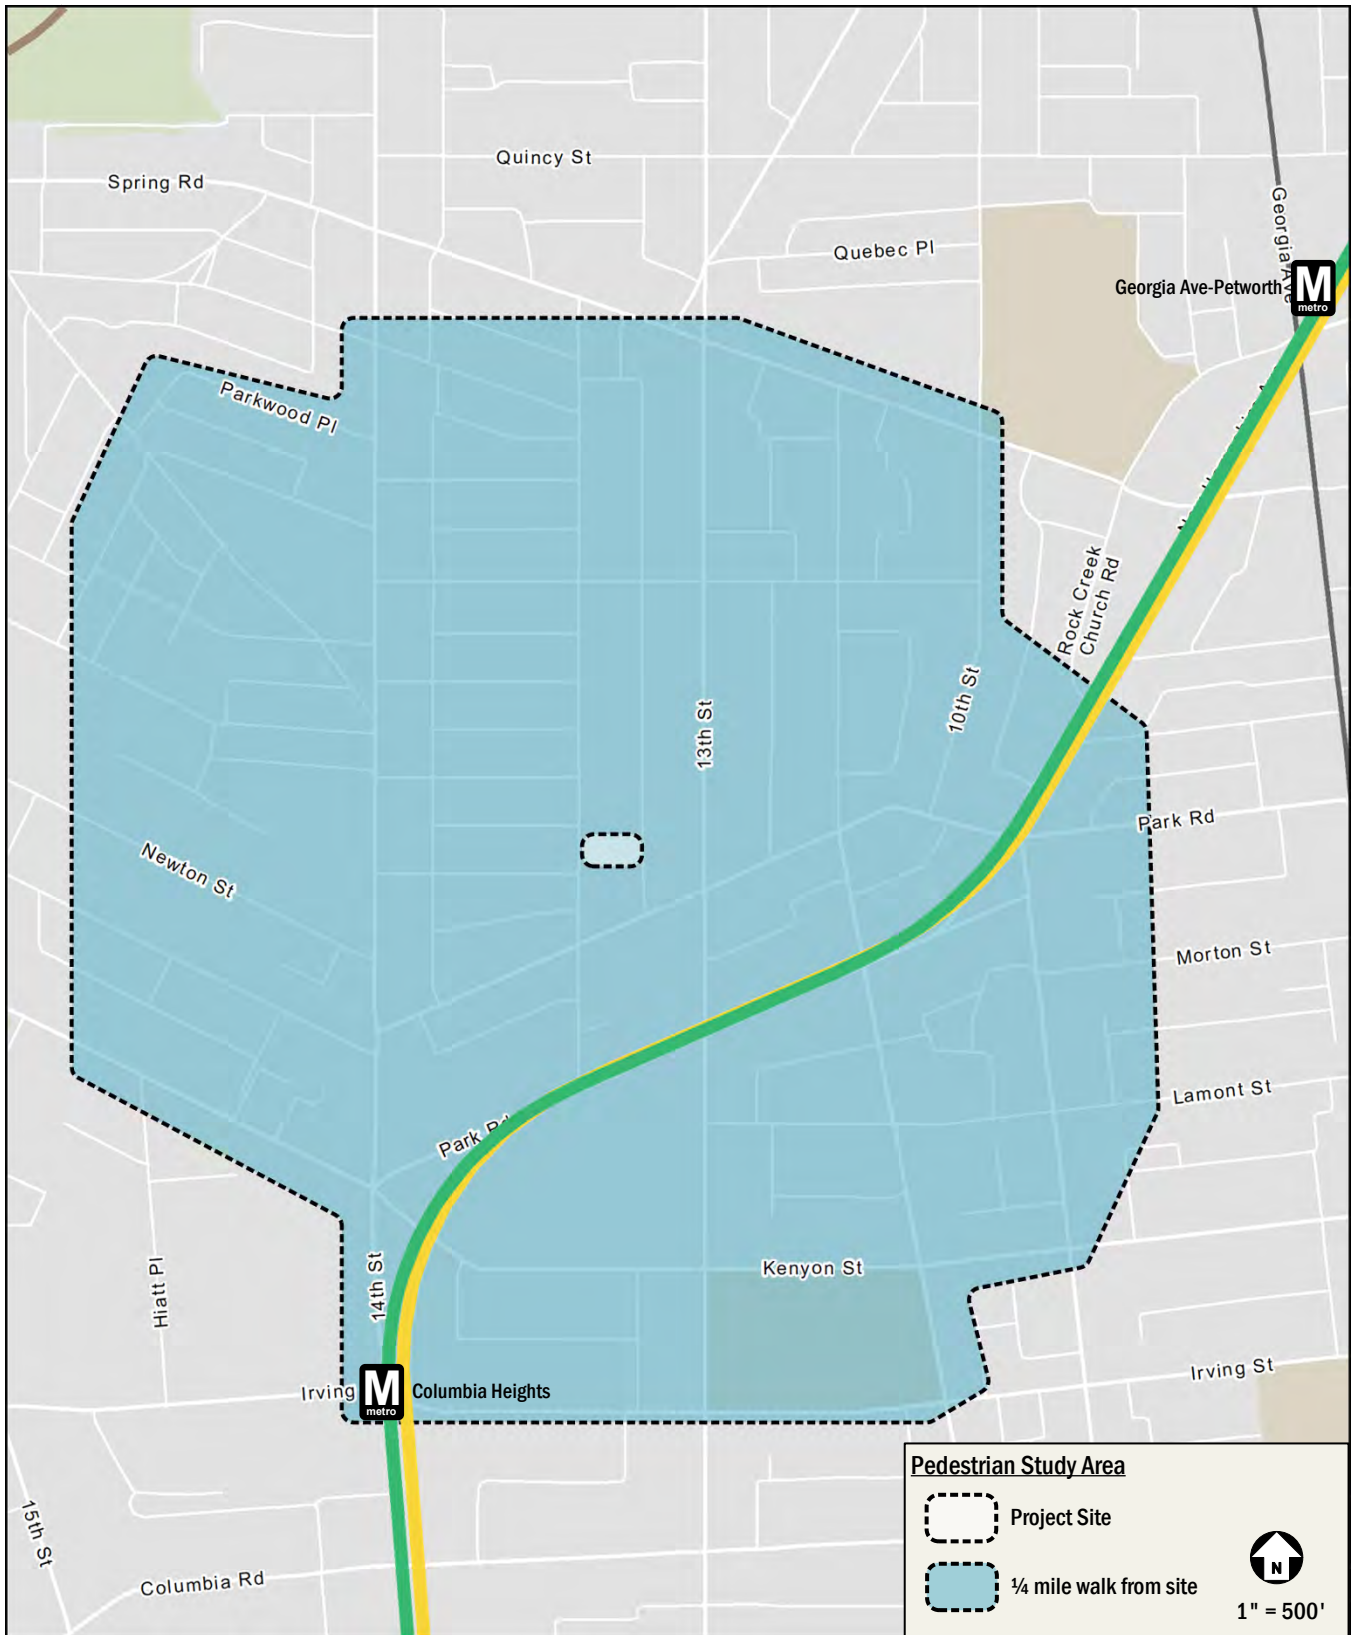 Quincy St
Spring Rd
Georgia Ave
Quebec Pl
Georgia Ave-Petworth
M
metro
Parkwood Pl
Rock Creek
Church Rd
10th St
13th St
Park Rd
Newton St
Morton St
Lamont St
Park Rd
14th St
Kenyon St
Hiatt Pl
Irving St
Irving
M
metro
Columbia Heights
15th St
Columbia Rd
Pedestrian Study Area
Project Site
¼ mile walk from site
N
1" = 500'